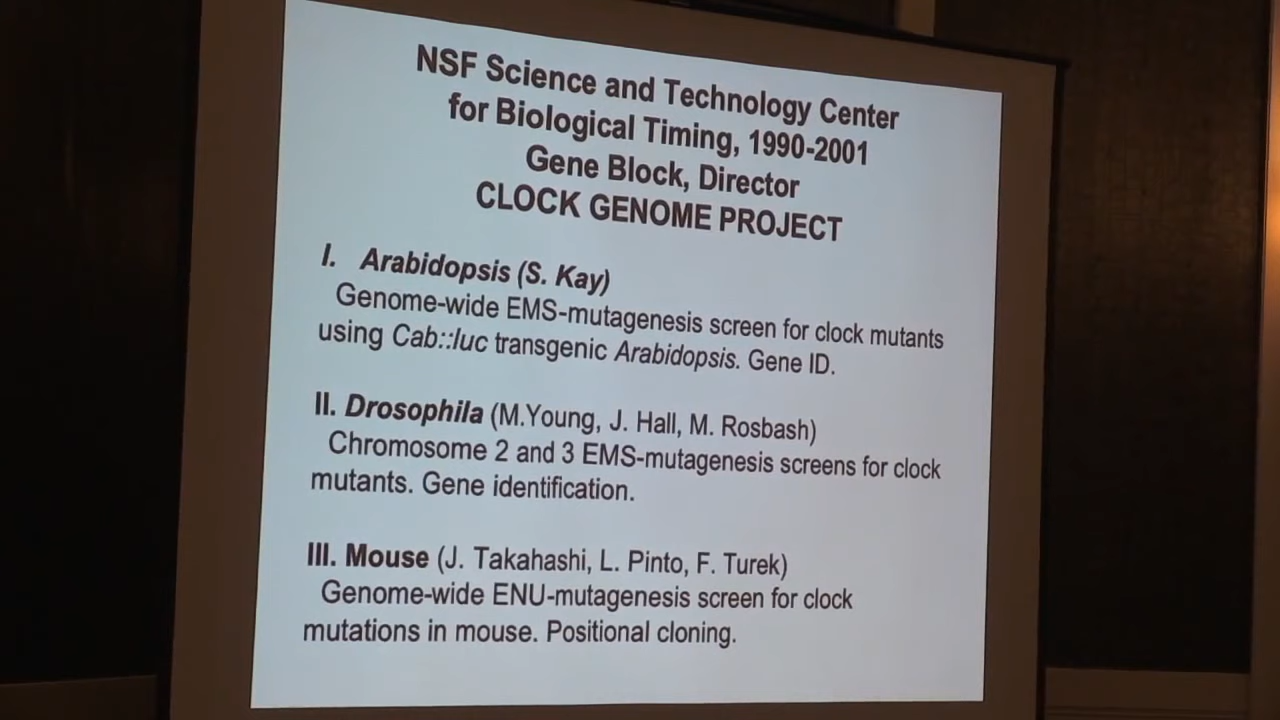 NSF Science and Technology Center
for Biological Timing, 1990-2001
Gene Block, Director
CLOCK GENOME PROJECT
I. Arabidopsis (S. Kay)
Genome-wide EMS-mutagenesis screen for clock mutants
using Cab::luc transgenic Arabidopsis. Gene ID.
II. Drosophila (M.Young, J. Hall, M. Rosbash)
Chromosome 2 and 3 EMS-mutagenesis screens for clock
mutants. Gene identification.
III. Mouse (J. Takahashi, L. Pinto, F. Turek)
Genome-wide ENU-mutagenesis screen for clock
mutations in mouse. Positional cloning.